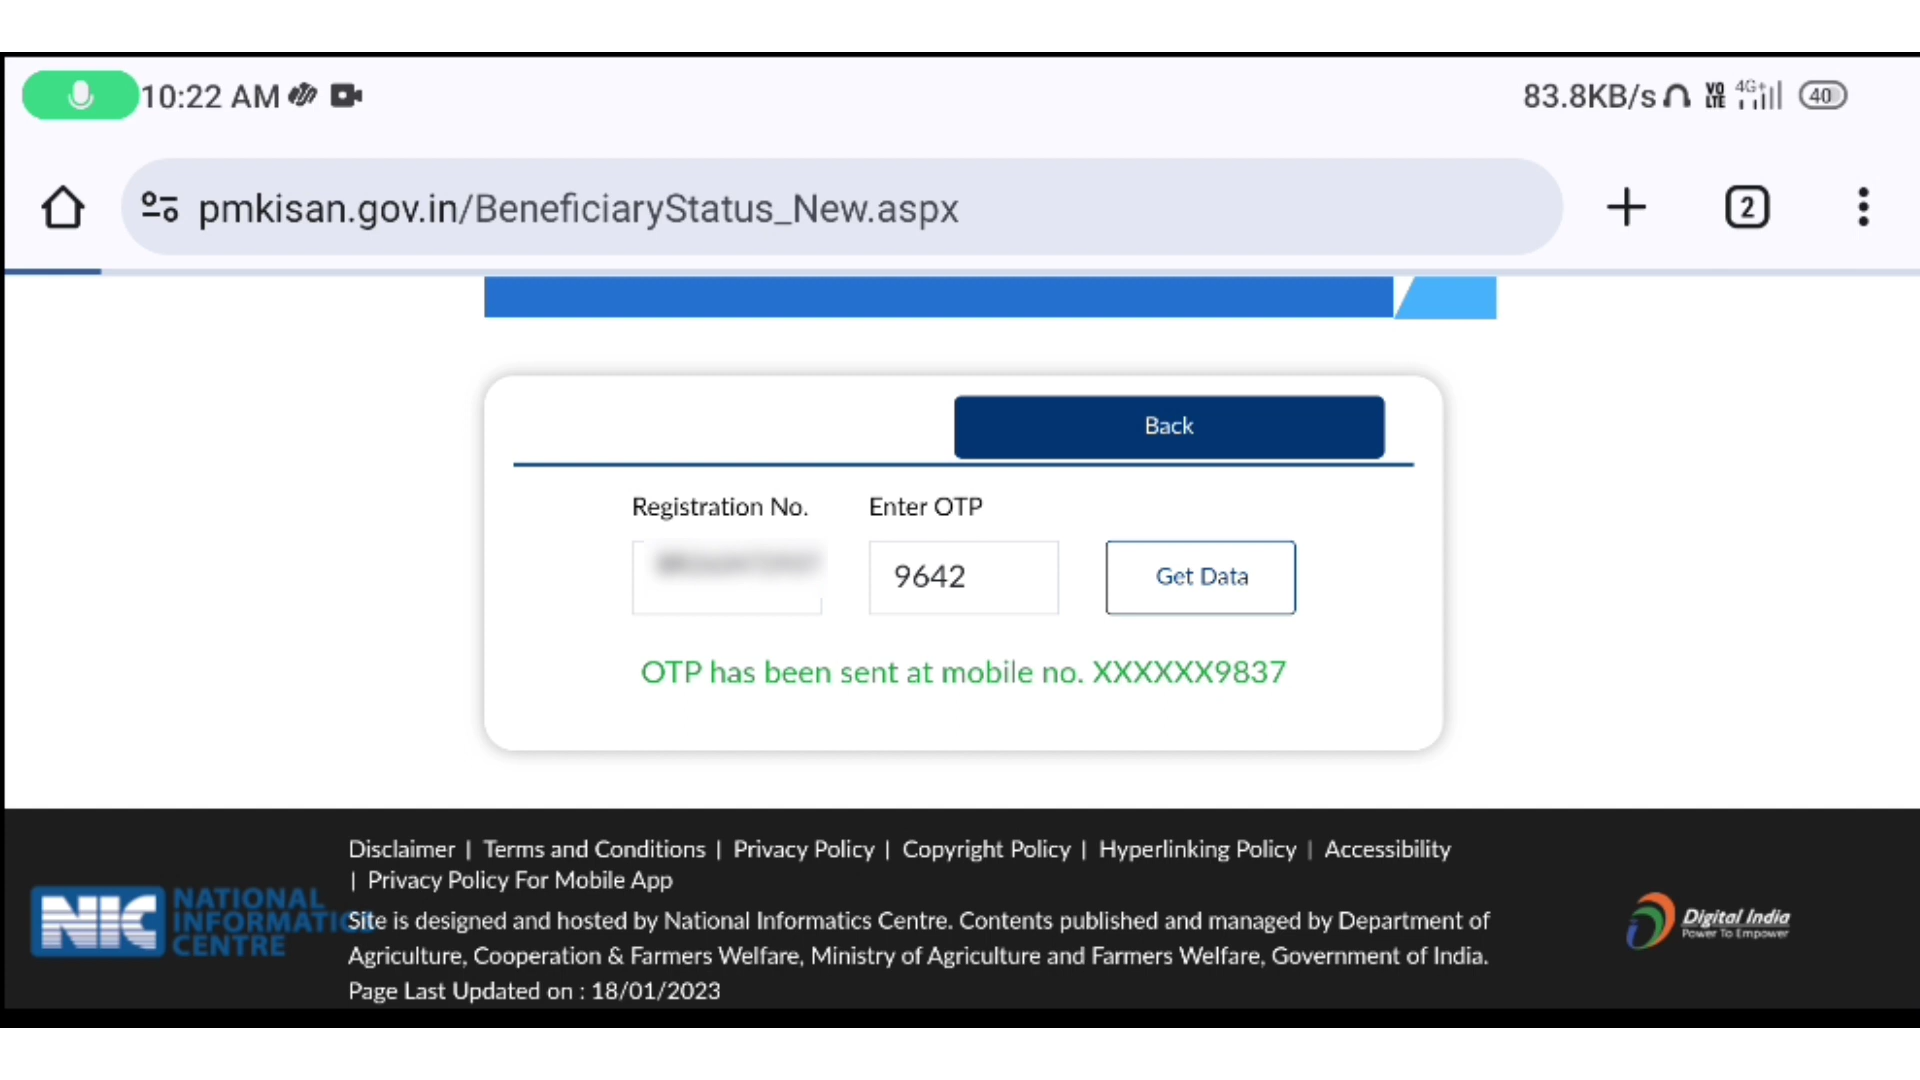 10:22 AM
83.8KB/s VO LTE 4G+ 40
pmkisan.gov.in/BeneficiaryStatus_New.aspx
2
Back
Registration No. Enter OTP
9642 Get Data
OTP has been sent at mobile no. XXXXXX9837
Disclaimer | Terms and Conditions | Privacy Policy | Copyright Policy | Hyperlinking Policy | Accessibility
| Privacy Policy For Mobile App
NIC NATIONAL INFORMATICS CENTRE
Site is designed and hosted by National Informatics Centre. Contents published and managed by Department of
Agriculture, Cooperation & Farmers Welfare, Ministry of Agriculture and Farmers Welfare, Government of India.
Page Last Updated on : 18/01/2023
Digital India
Power To Empower